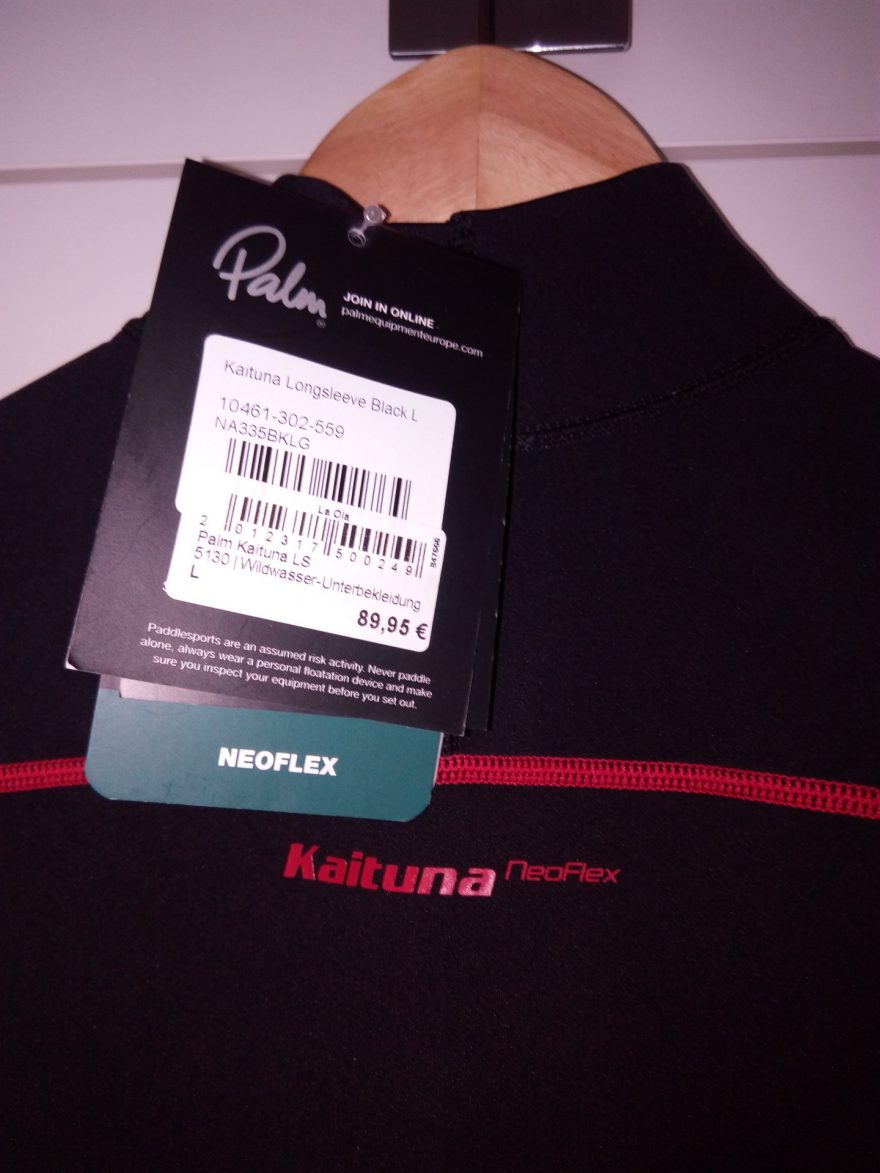 Palm
JOIN IN ONLINE
palmequipmenteurope.com
Kaituna Longsleeve Black L
10461-302-559
NA335BKLG
La Ola
2 012317 500249
847666
Palm Kaituna LS
5130 | Wildwasser-Unterbekleidung
L
89,95 €
Paddlesports are an assumed risk activity. Never paddle
alone, always wear a personal floatation device and make
sure you inspect your equipment before you set out.
NEOFLEX
Kaituna NeoFlex